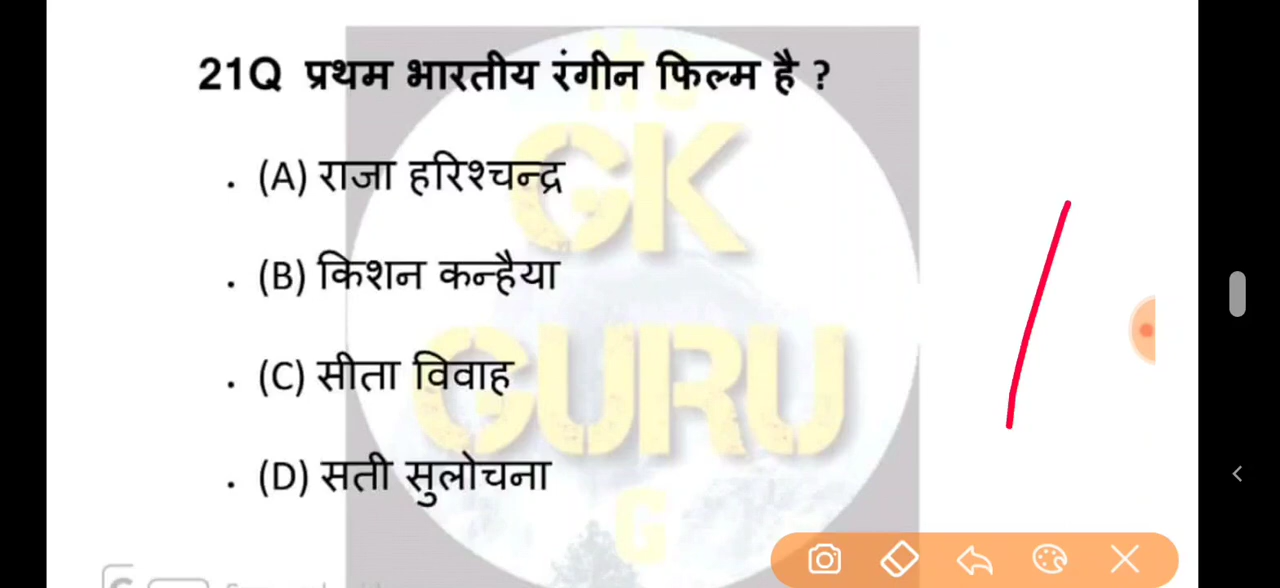 21Q प्रथम भारतीय रंगीन फिल्म है ?
. (A) राजा हरिश्चन्द्र
. (B) किशन कन्हैया
. (C) सीता विवाह
. (D) सती सुलोचना
GK
GURU
G